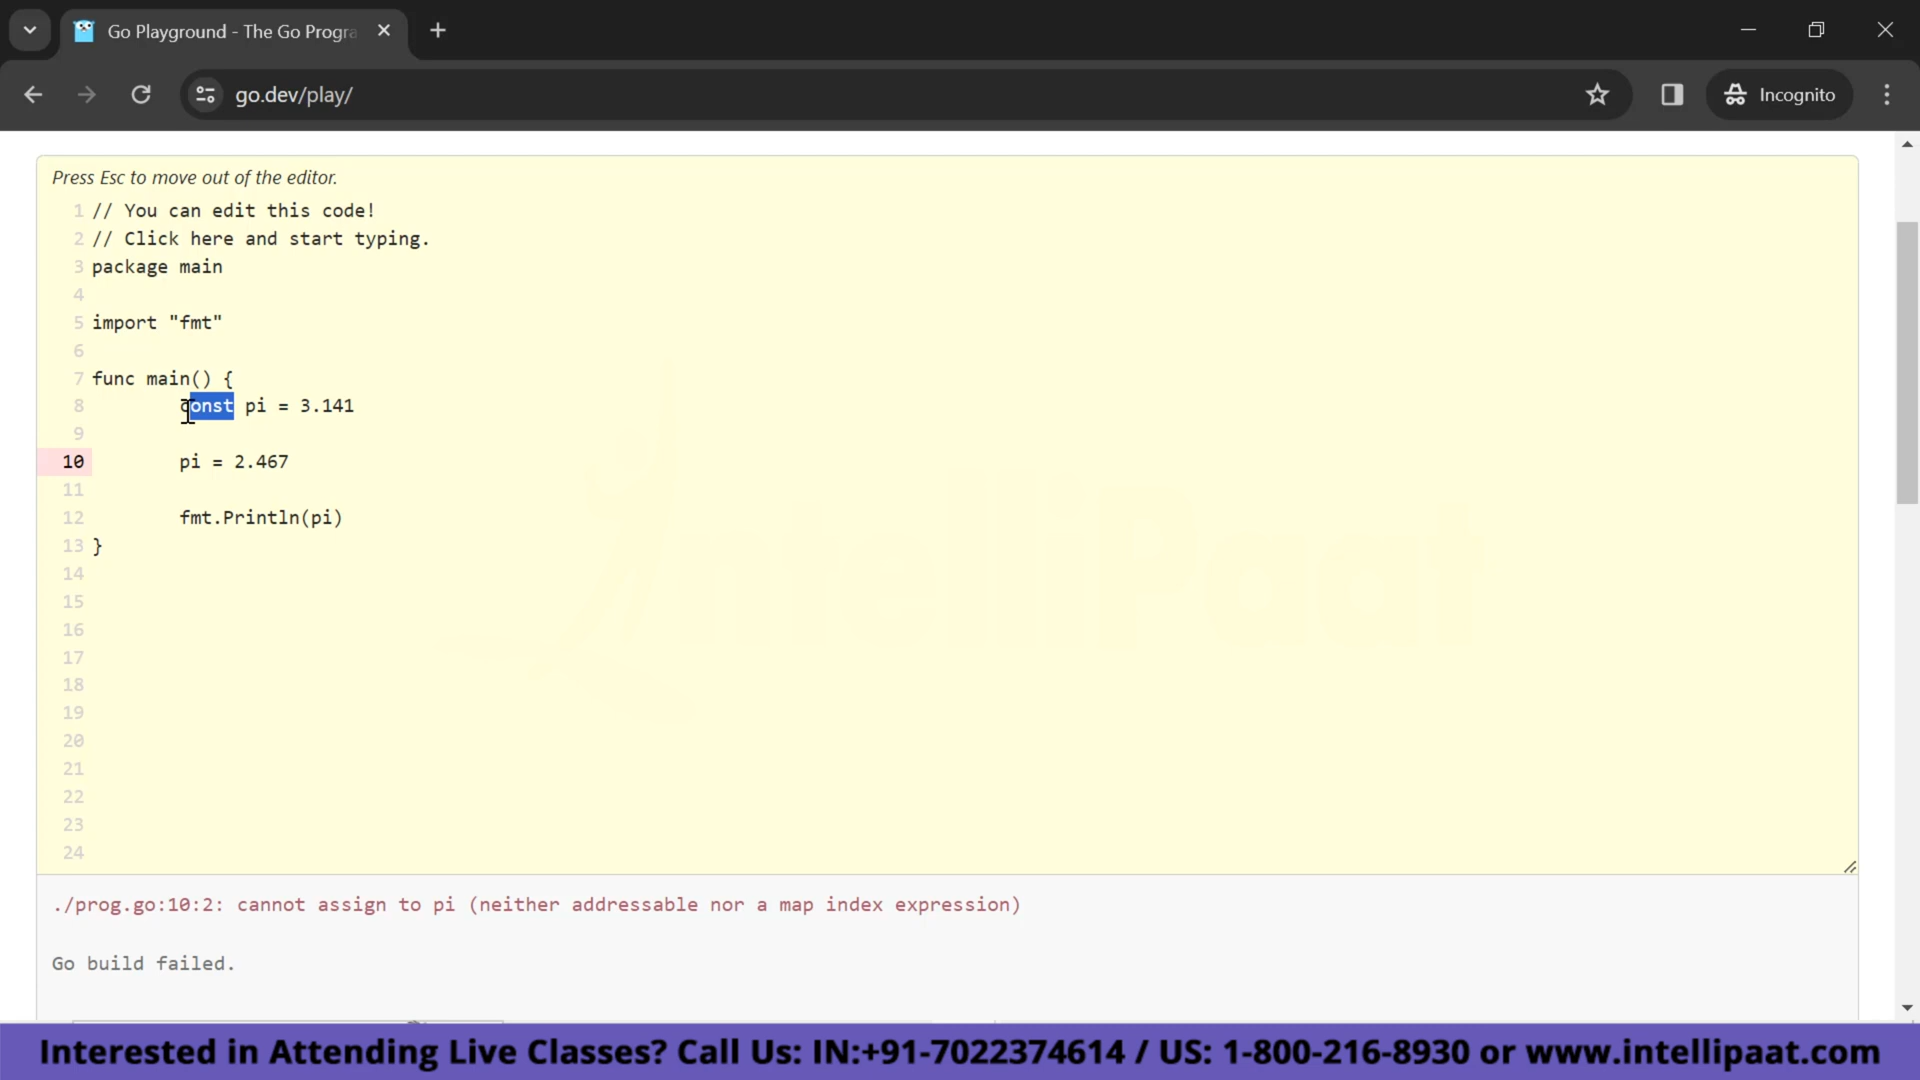 Go Playground - The Go Progra
go.dev/play/
Incognito
Press Esc to move out of the editor.
1 // You can edit this code!
2 // Click here and start typing.
3 package main
4
5 import "fmt"
6
7 func main() {
8 const pi = 3.141
9
10 pi = 2.467
11
12 fmt.Println(pi)
13 }
14
15
16
17
18
19
20
21
22
23
24
./prog.go:10:2: cannot assign to pi (neither addressable nor a map index expression)
Go build failed.
Interested in Attending Live Classes? Call Us: IN:+91-7022374614 / US: 1-800-216-8930 or www.intellipaat.com
intelliPaat